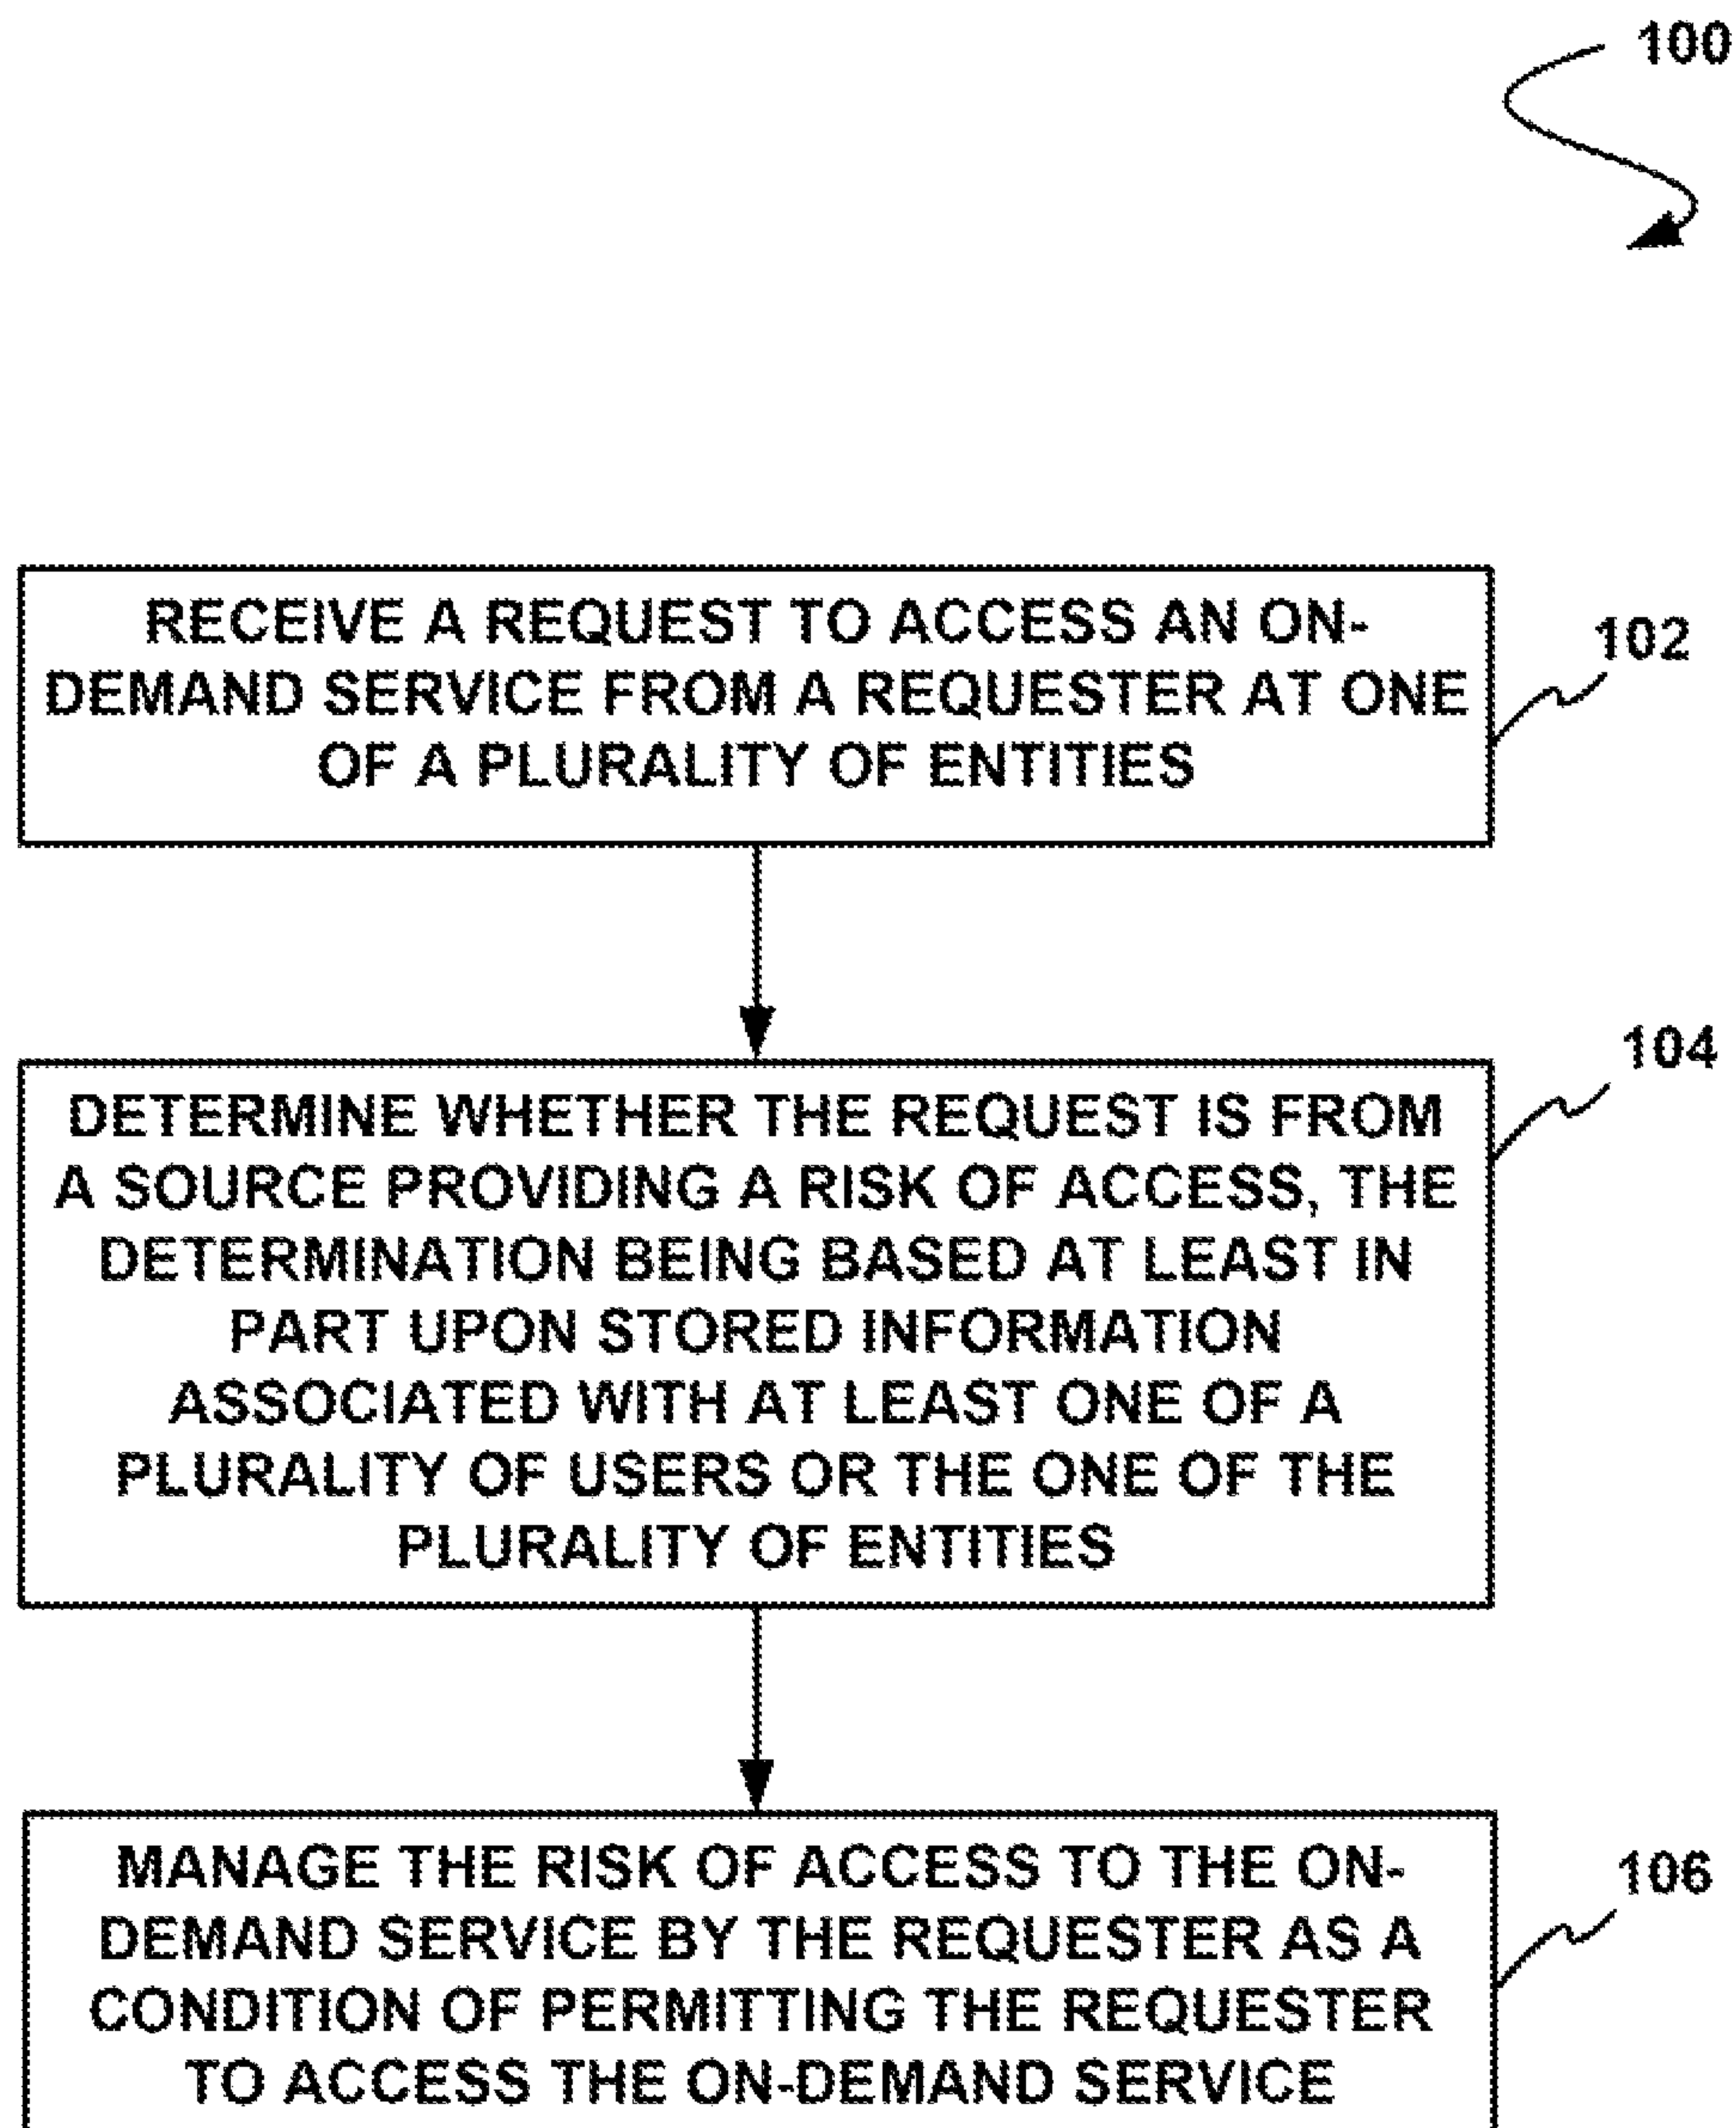 100
RECEIVE A REQUEST TO ACCESS AN ON-
DEMAND SERVICE FROM A REQUESTER AT ONE
OF A PLURALITY OF ENTITIES
102
DETERMINE WHETHER THE REQUEST IS FROM
A SOURCE PROVIDING A RISK OF ACCESS, THE
DETERMINATION BEING BASED AT LEAST IN
PART UPON STORED INFORMATION
ASSOCIATED WITH AT LEAST ONE OF A
PLURALITY OF USERS OR THE ONE OF THE
PLURALITY OF ENTITIES
104
MANAGE THE RISK OF ACCESS TO THE ON-
DEMAND SERVICE BY THE REQUESTER AS A
CONDITION OF PERMITTING THE REQUESTER
TO ACCESS THE ON-DEMAND SERVICE
106